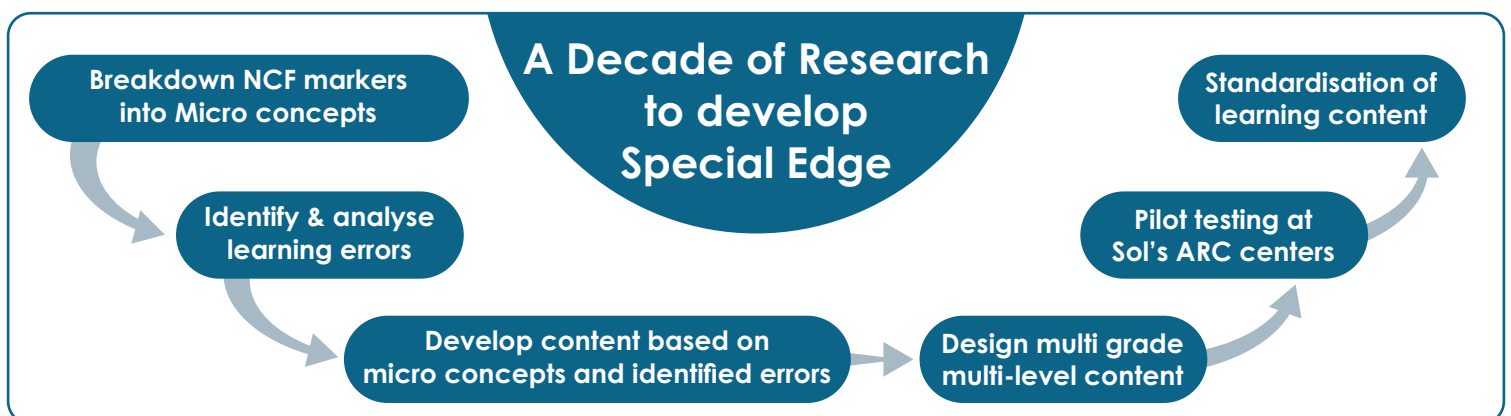 A Decade of Research
to develop
Special Edge
Breakdown NCF markers
into Micro concepts
Identify & analyse
learning errors
Develop content based on
micro concepts and identified errors
Design multi grade
multi-level content
Pilot testing at
Sol's ARC centers
Standardisation of
learning content